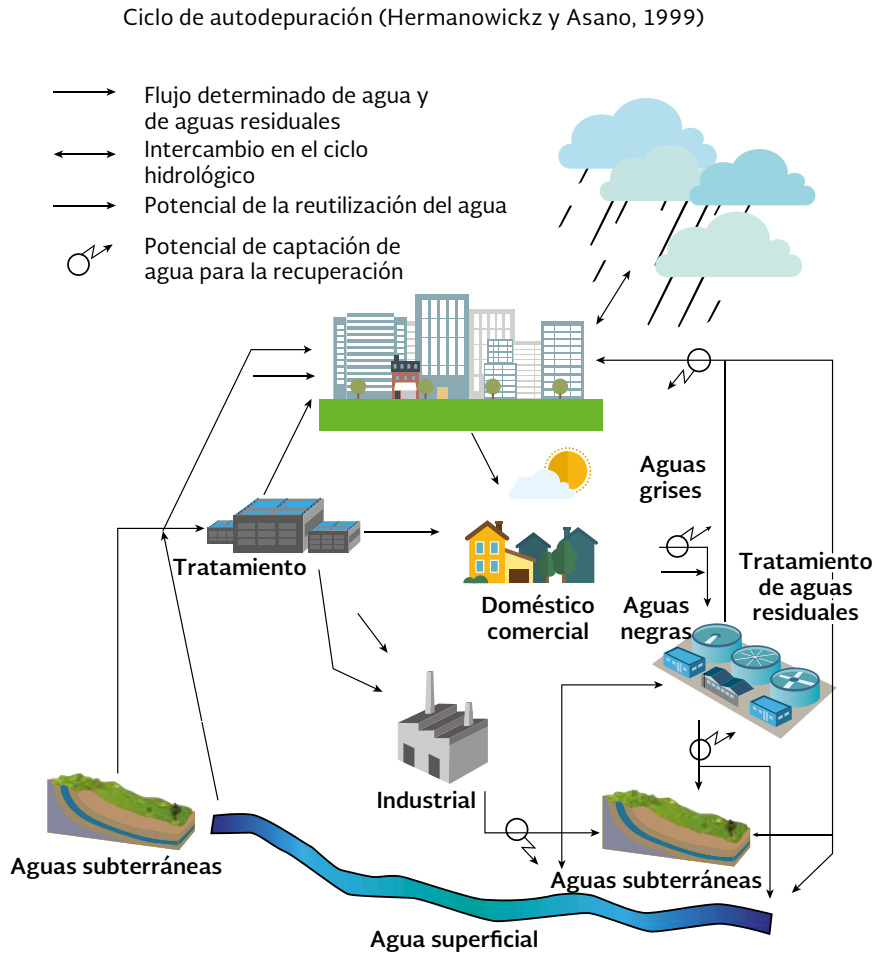 Ciclo de autodepuración (Hermanowickz y Asano, 1999)
Flujo determinado de agua y
de aguas residuales
Intercambio en el ciclo
hidrológico
Potencial de la reutilización del agua
Potencial de captación de
agua para la recuperación
Aguas
grises
Tratamiento
Doméstico
comercial
Aguas
negras
Tratamiento
de aguas
residuales
Industrial
Aguas subterráneas
Aguas subterráneas
Agua superficial